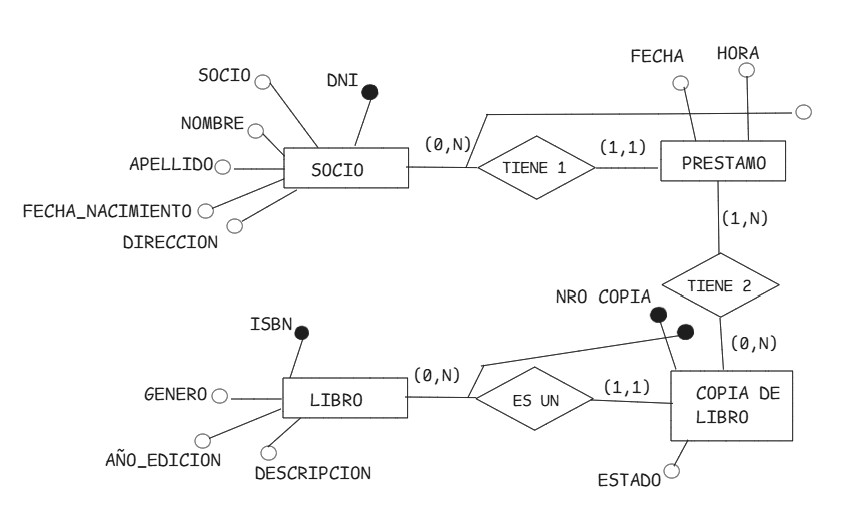 FECHA
HORA
SOCIO
DNI
NOMBRE
APELLIDO
FECHA_NACIMIENTO
DIRECCION
SOCIO
(0,N)
TIENE 1
(1,1)
PRESTAMO
(1,N)
TIENE 2
(0,N)
NRO COPIA
ISBN
GENERO
AÑO_EDICION
DESCRIPCION
LIBRO
(0,N)
ES UN
(1,1)
COPIA DE
LIBRO
ESTADO